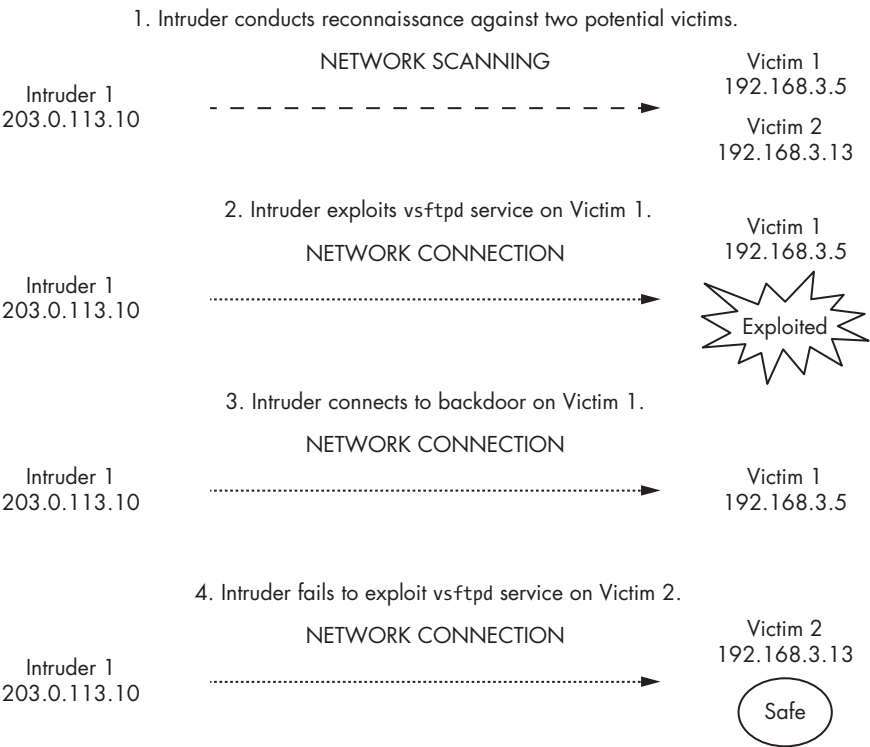 1. Intruder conducts reconnaissance against two potential victims.
NETWORK SCANNING
Intruder 1
203.0.113.10
Victim 1
192.168.3.5
Victim 2
192.168.3.13
2. Intruder exploits vsftpd service on Victim 1.
NETWORK CONNECTION
Intruder 1
203.0.113.10
Victim 1
192.168.3.5
Exploited
3. Intruder connects to backdoor on Victim 1.
NETWORK CONNECTION
Intruder 1
203.0.113.10
Victim 1
192.168.3.5
4. Intruder fails to exploit vsftpd service on Victim 2.
NETWORK CONNECTION
Intruder 1
203.0.113.10
Victim 2
192.168.3.13
Safe